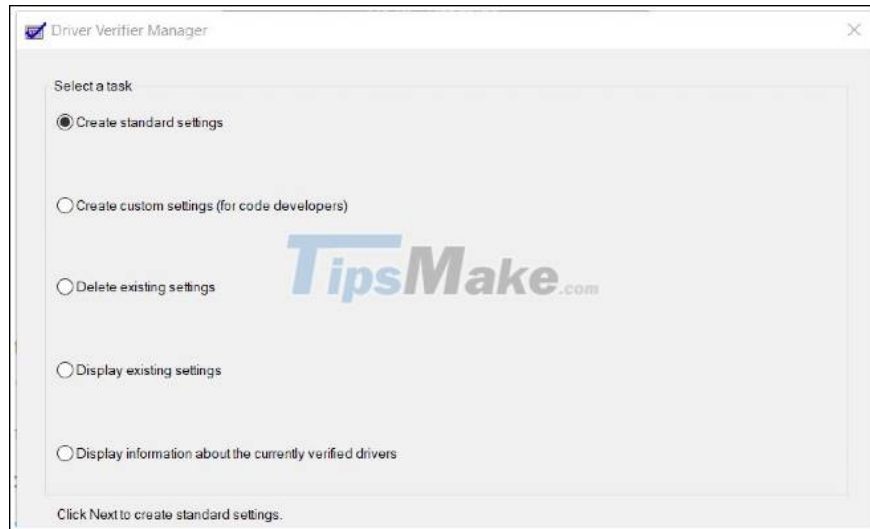 Driver Verifier Manager
Select a task
Create standard settings
Create custom settings (for code developers)
TipsMake.com
Delete existing settings
Display existing settings
Display information about the currently verified drivers
Click Next to create standard settings.